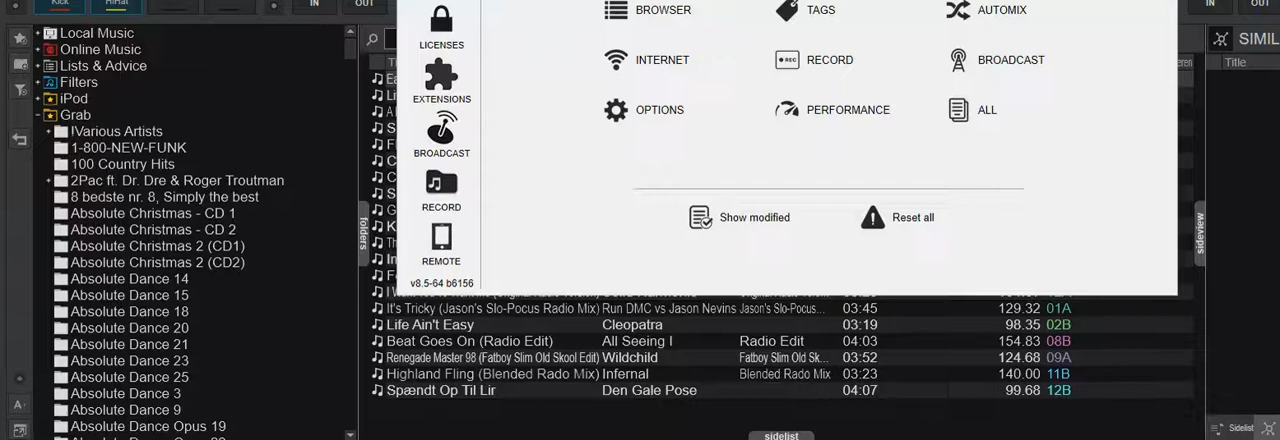 Kick
HiHat
IN
OUT
IN
OUT
Local Music
Online Music
Lists & Advice
Filters
iPod
Grab
!Various Artists
1-800-NEW-FUNK
100 Country Hits
2Pac ft. Dr. Dre & Roger Troutman
8 bedste nr. 8, Simply the best
Absolute Christmas - CD 1
Absolute Christmas - CD 2
Absolute Christmas 2 (CD1)
Absolute Christmas 2 (CD2)
Absolute Dance 14
Absolute Dance 15
Absolute Dance 18
Absolute Dance 20
Absolute Dance 21
Absolute Dance 23
Absolute Dance 25
Absolute Dance 3
Absolute Dance 9
Absolute Dance Opus 19
folders
LICENSES
EXTENSIONS
BROADCAST
RECORD
REMOTE
v8.5-64 b6156
BROWSER
TAGS
AUTOMIX
INTERNET
REC
RECORD
BROADCAST
OPTIONS
PERFORMANCE
ALL
Show modified
Reset all
It's Tricky (Jason's Slo-Pocus Radio Mix) Run DMC vs Jason Nevins Jason's Slo-Pocus... 03:45 129.32 01A
Life Ain't Easy Cleopatra 03:19 98.35 02B
Beat Goes On (Radio Edit) All Seeing I Radio Edit 04:03 154.83 08B
Renegade Master 98 (Fatboy Slim Old Skool Edit) Wildchild Fatboy Slim Old Sk... 03:52 124.68 09A
Highland Fling (Blended Rado Mix) Infernal Blended Rado Mix 03:23 140.00 11B
Spændt Op Til Lir Den Gale Pose 04:07 99.68 12B
sidelist
sideview
SIMIL
Title
Sidelist